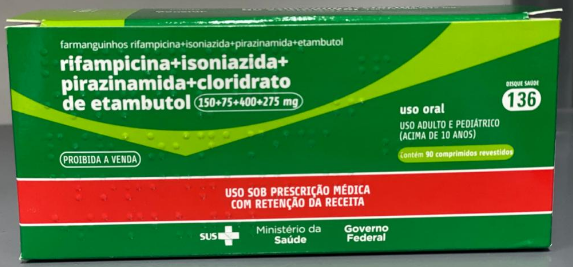 farmanguinhos rifampicina+isoniazida+pirazinamida+etambutol
rifampicina+isoniazida+
pirazinamida+cloridrato
de etambutol 150+75+400+275 mg
DISQUE SAÚDE
136
uso oral
USO ADULTO E PEDIÁTRICO
(ACIMA DE 10 ANOS)
Contém 90 comprimidos revestidos
PROIBIDA A VENDA
USO SOB PRESCRIÇÃO MÉDICA
COM RETENÇÃO DA RECEITA
SUS
Ministério da
Saúde
Governo
Federal